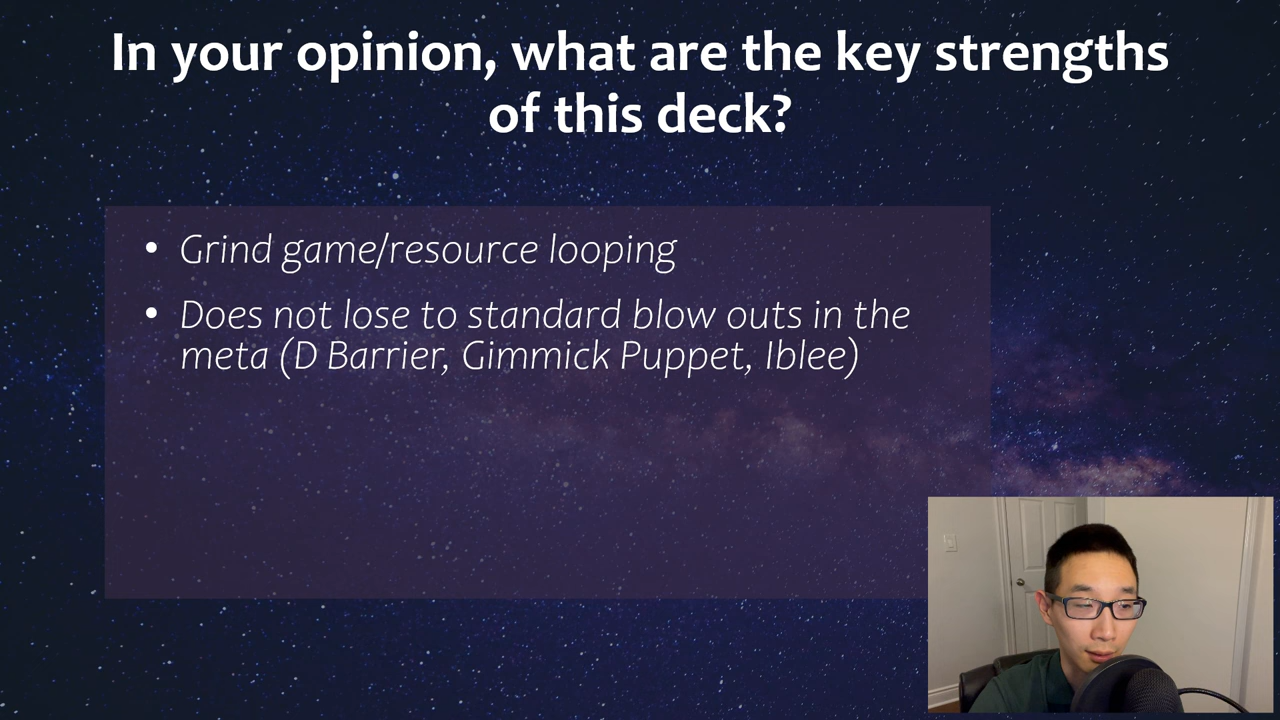 In your opinion, what are the key strengths
of this deck?
• Grind game/resource looping
• Does not lose to standard blow outs in the
meta (D Barrier, Gimmick Puppet, Iblee)